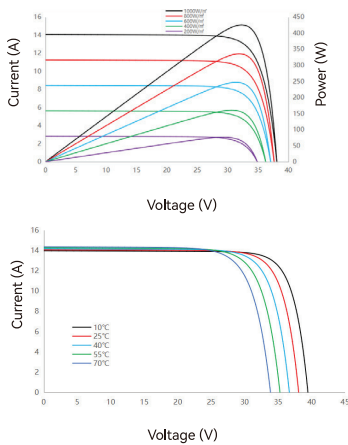 Current (A)
Power (W)
16
14
12
10
8
6
4
2
0
450
400
350
300
250
200
150
100
50
0
1000W/m²
800W/m²
600W/m²
400W/m²
200W/m²
0 5 10 15 20 25 30 35 40
Voltage (V)
Current (A)
16
14
12
10
8
6
4
2
0
10℃
25℃
40℃
55℃
70℃
0 5 10 15 20 25 30 35 40
Voltage (V)